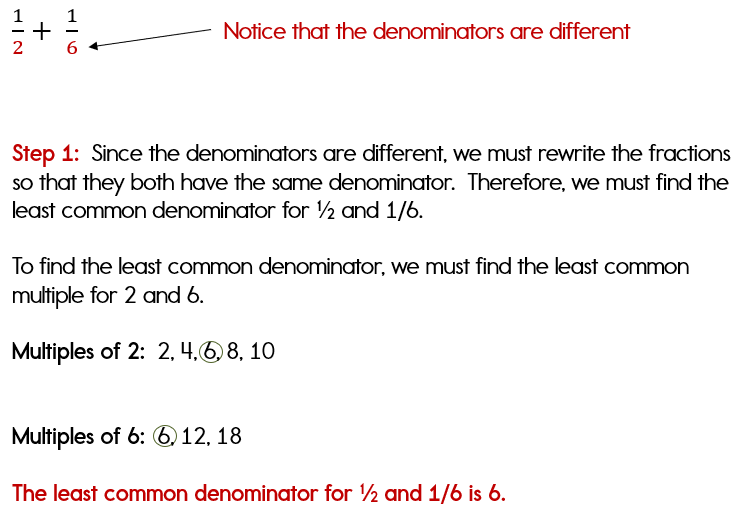 1/2 + 1/6
Notice that the denominators are different
Step 1: Since the denominators are different, we must rewrite the fractions
so that they both have the same denominator. Therefore, we must find the
least common denominator for ½ and 1/6.
To find the least common denominator, we must find the least common
multiple for 2 and 6.
Multiples of 2: 2, 4, 6, 8, 10
Multiples of 6: 6, 12, 18
The least common denominator for ½ and 1/6 is 6.